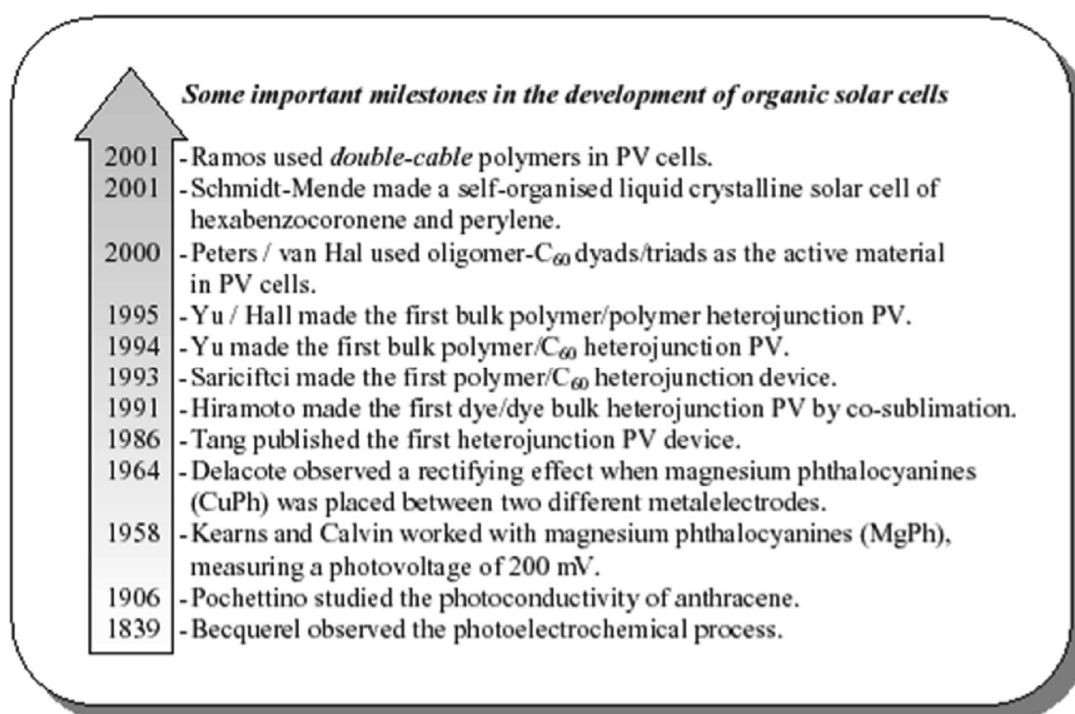 Some important milestones in the development of organic solar cells
2001 - Ramos used double-cable polymers in PV cells.
2001 - Schmidt-Mende made a self-organised liquid crystalline solar cell of
hexabenzocoronene and perylene.
2000 - Peters / van Hal used oligomer-C60 dyads/triads as the active material
in PV cells.
1995 - Yu / Hall made the first bulk polymer/polymer heterojunction PV.
1994 - Yu made the first bulk polymer/C60 heterojunction PV.
1993 - Sariciftci made the first polymer/C60 heterojunction device.
1991 - Hiramoto made the first dye/dye bulk heterojunction PV by co-sublimation.
1986 - Tang published the first heterojunction PV device.
1964 - Delacote observed a rectifying effect when magnesium phthalocyanines
(CuPh) was placed between two different metalelectrodes.
1958 - Kearns and Calvin worked with magnesium phthalocyanines (MgPh),
measuring a photovoltage of 200 mV.
1906 - Pochettino studied the photoconductivity of anthracene.
1839 - Becquerel observed the photoelectrochemical process.